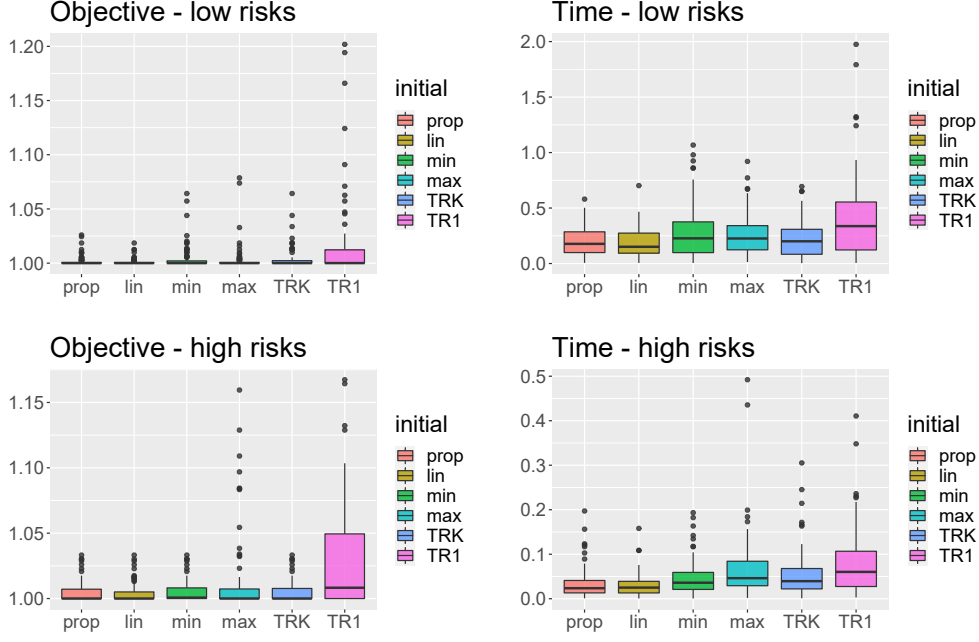 Objective - low risks
1.20
1.15
1.10
1.05
1.00
prop lin min max TRK TR1
initial
prop
lin
min
max
TRK
TR1
Time - low risks
2.0
1.5
1.0
0.5
0.0
prop lin min max TRK TR1
initial
prop
lin
min
max
TRK
TR1
Objective - high risks
1.15
1.10
1.05
1.00
prop lin min max TRK TR1
initial
prop
lin
min
max
TRK
TR1
Time - high risks
0.5
0.4
0.3
0.2
0.1
0.0
prop lin min max TRK TR1
initial
prop
lin
min
max
TRK
TR1